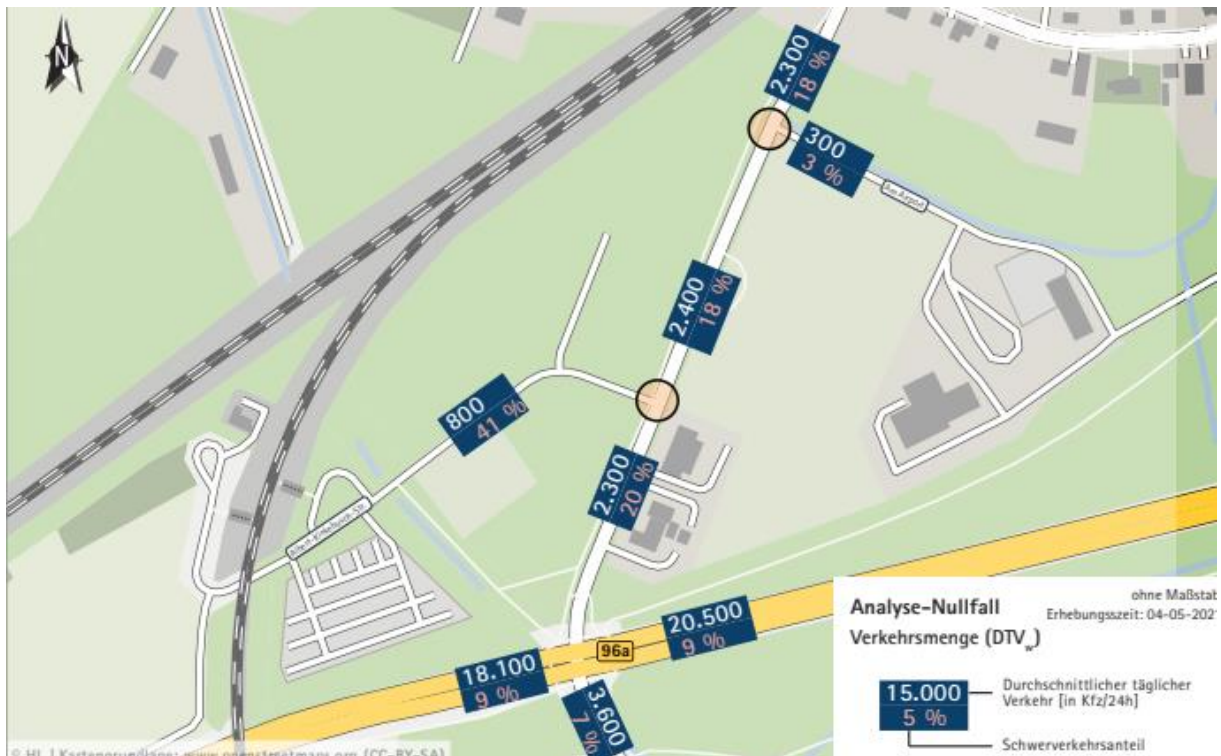 N
2.300
18 %
300
3 %
Am Airport
2.400
18 %
800
41 %
2.300
20 %
20.500
9 %
96a
18.100
9 %
3.600
7 %
Analyse-Nullfall
ohne Maßstab
Erhebungszeit: 04-05-2021
Verkehrsmenge (DTVw)
15.000
5 %
Durchschnittlicher täglicher
Verkehr [in Kfz/24h]
Schwerverkehrsanteil
© HL | Kartengrundlage: www.openstreetmaps.org (CC-BY-SA)